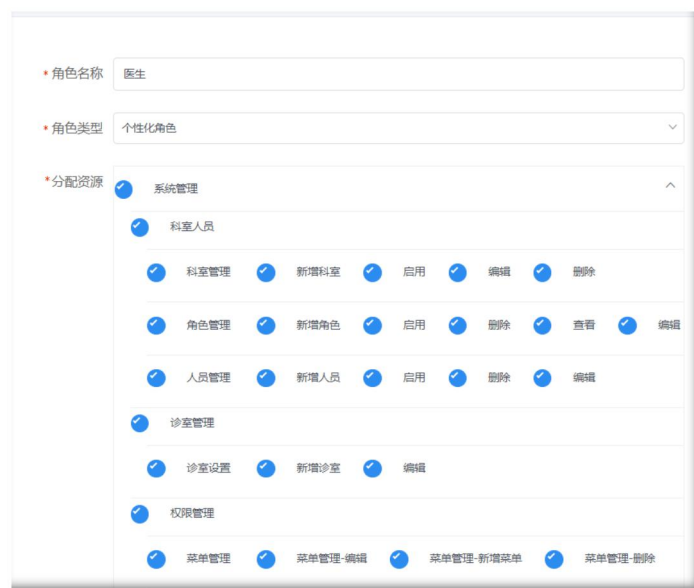 * 角色名称 医生
* 角色类型 个性化角色
*分配资源 系统管理
科室人员
科室管理 新增科室 启用 编辑 删除
角色管理 新增角色 启用 删除 查看 编辑
人员管理 新增人员 启用 删除 编辑
诊室管理
诊室设置 新增诊室 编辑
权限管理
菜单管理 菜单管理-编辑 菜单管理-新增菜单 菜单管理-删除